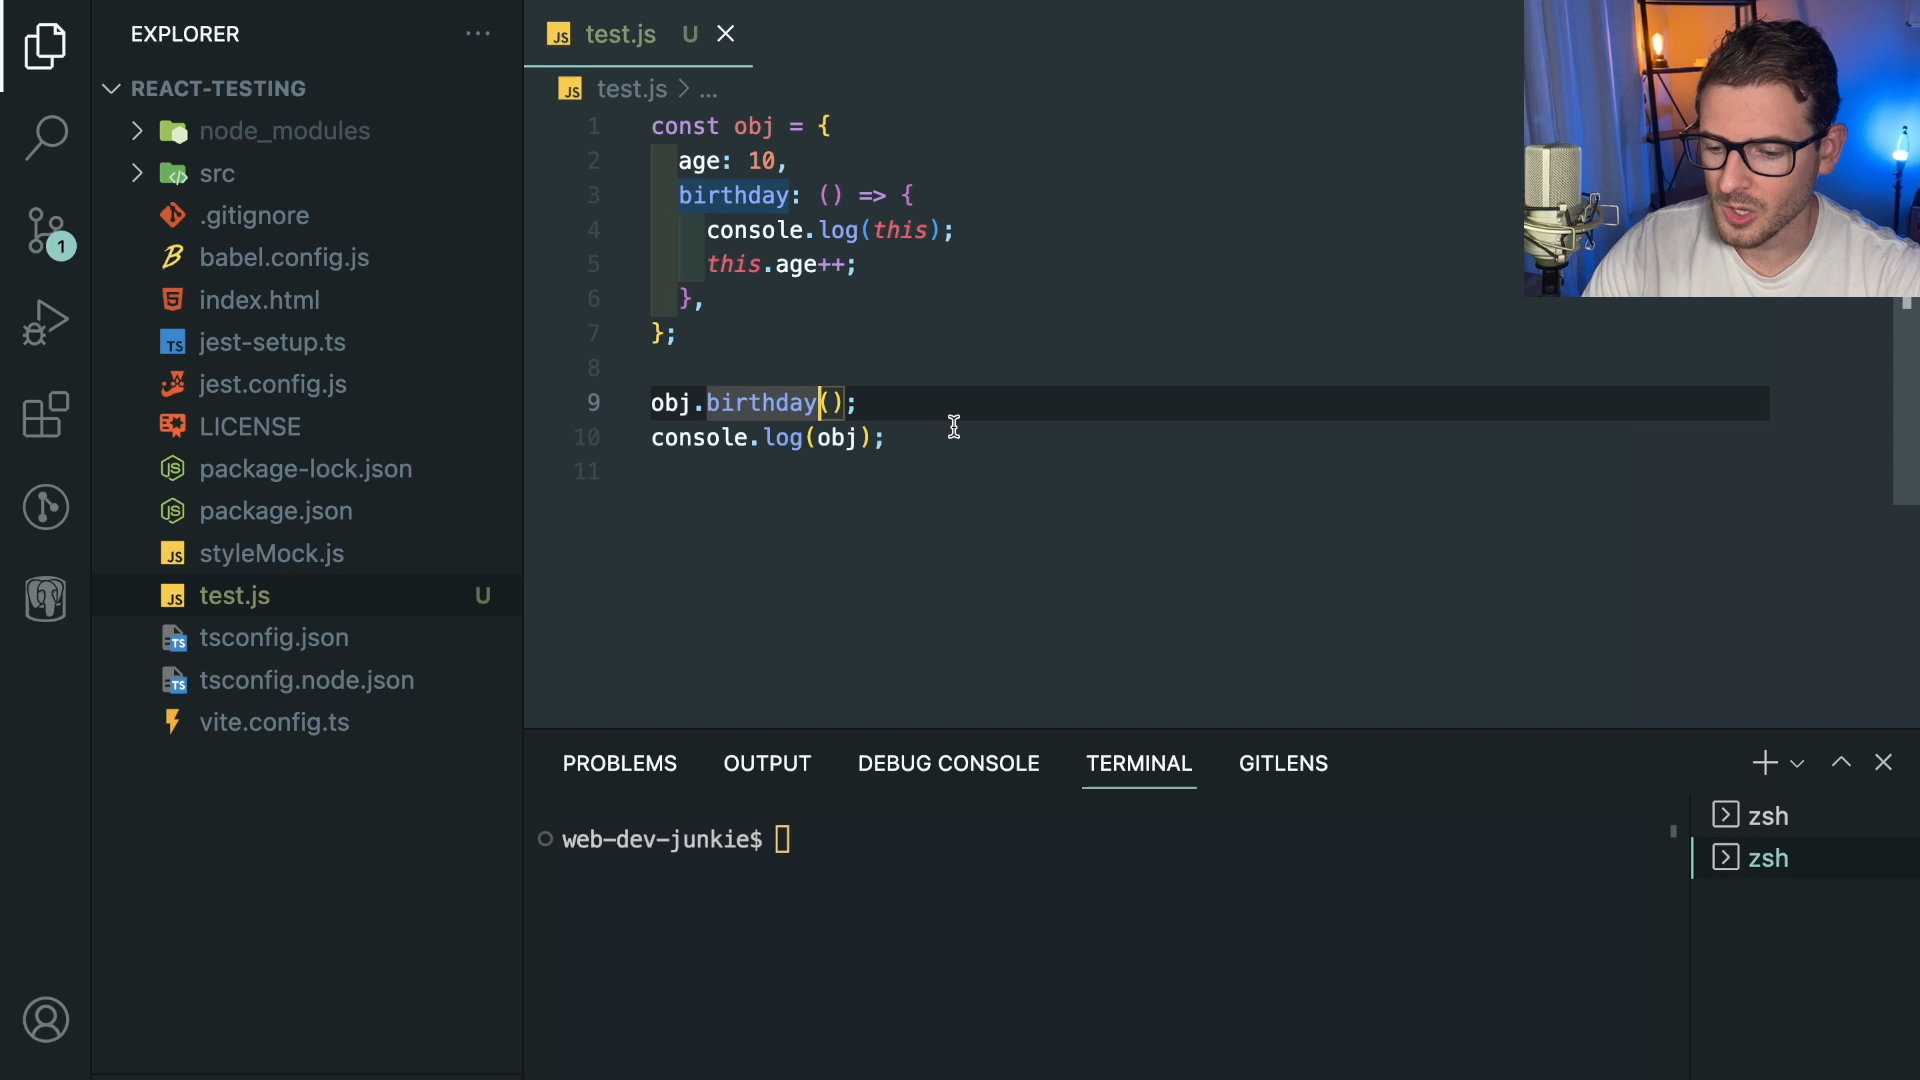 EXPLORER
REACT-TESTING
node_modules
src
.gitignore
babel.config.js
index.html
jest-setup.ts
jest.config.js
LICENSE
package-lock.json
package.json
styleMock.js
test.js U
tsconfig.json
tsconfig.node.json
vite.config.ts
1
JS test.js U
JS test.js > ...
1 const obj = {
2 age: 10,
3 birthday: () => {
4 console.log(this);
5 this.age++;
6 },
7 };
8
9 obj.birthday();
10 console.log(obj);
11
PROBLEMS OUTPUT DEBUG CONSOLE TERMINAL GITLENS
web-dev-junkie$
zsh
zsh